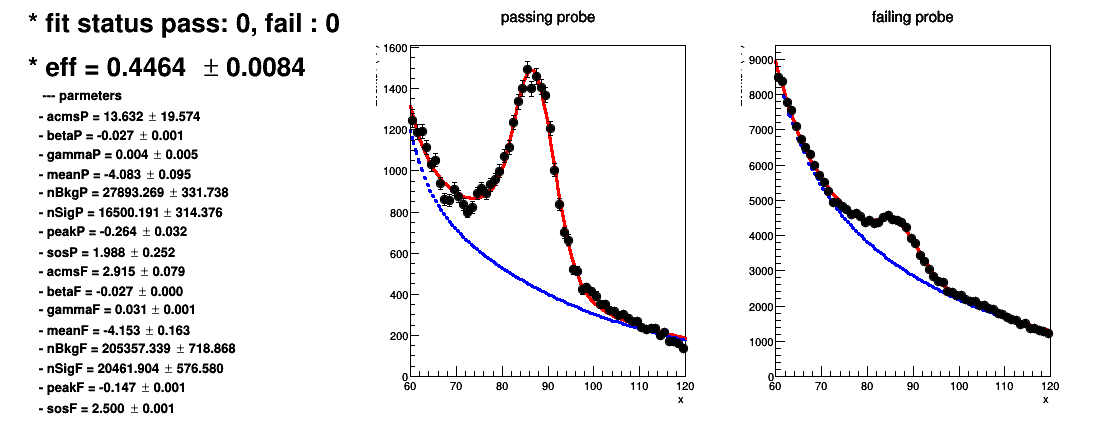 * fit status pass: 0, fail : 0
* eff = 0.4464 ± 0.0084
--- parmeters
- acmsP = 13.632 ± 19.574
- betaP = -0.027 ± 0.001
- gammaP = 0.004 ± 0.005
- meanP = -4.083 ± 0.095
- nBkgP = 27893.269 ± 331.738
- nSigP = 16500.191 ± 314.376
- peakP = -0.264 ± 0.032
- sosP = 1.988 ± 0.252
- acmsF = 2.915 ± 0.079
- betaF = -0.027 ± 0.000
- gammaF = 0.031 ± 0.001
- meanF = -4.153 ± 0.163
- nBkgF = 205357.339 ± 718.868
- nSigF = 20461.904 ± 576.580
- peakF = -0.147 ± 0.001
- sosF = 2.500 ± 0.001
passing probe
1600
1400
1200
1000
800
600
400
200
0
60 70 80 90 100 110 120
x
failing probe
9000
8000
7000
6000
5000
4000
3000
2000
1000
0
60 70 80 90 100 110 120
x